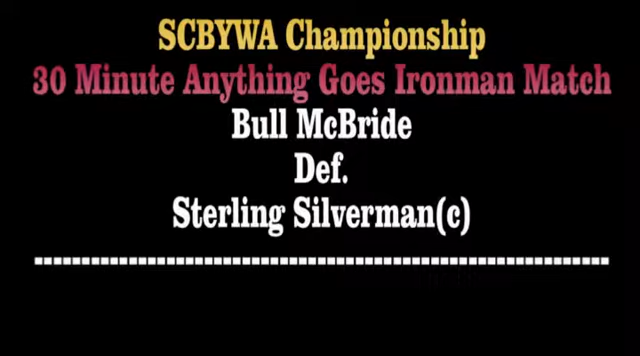 SCBYWA Championship
30 Minute Anything Goes Ironman Match
Bull McBride
Def.
Sterling Silverman(c)